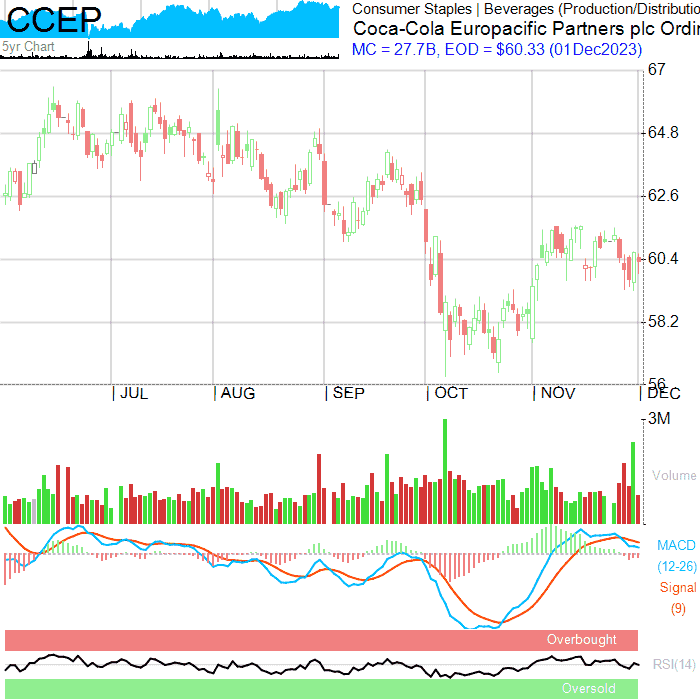 CCEP
5yr Chart
Consumer Staples | Beverages (Production/Distributio
Coca-Cola Europacific Partners plc Ordin
MC = 27.7B, EOD = $60.33 (01Dec2023)
67
64.8
62.6
60.4
58.2
56
| JUL | AUG | SEP | OCT | NOV | DEC
3M
Volume
MACD
(12-26)
Signal
(9)
Overbought
RSI(14)
Oversold